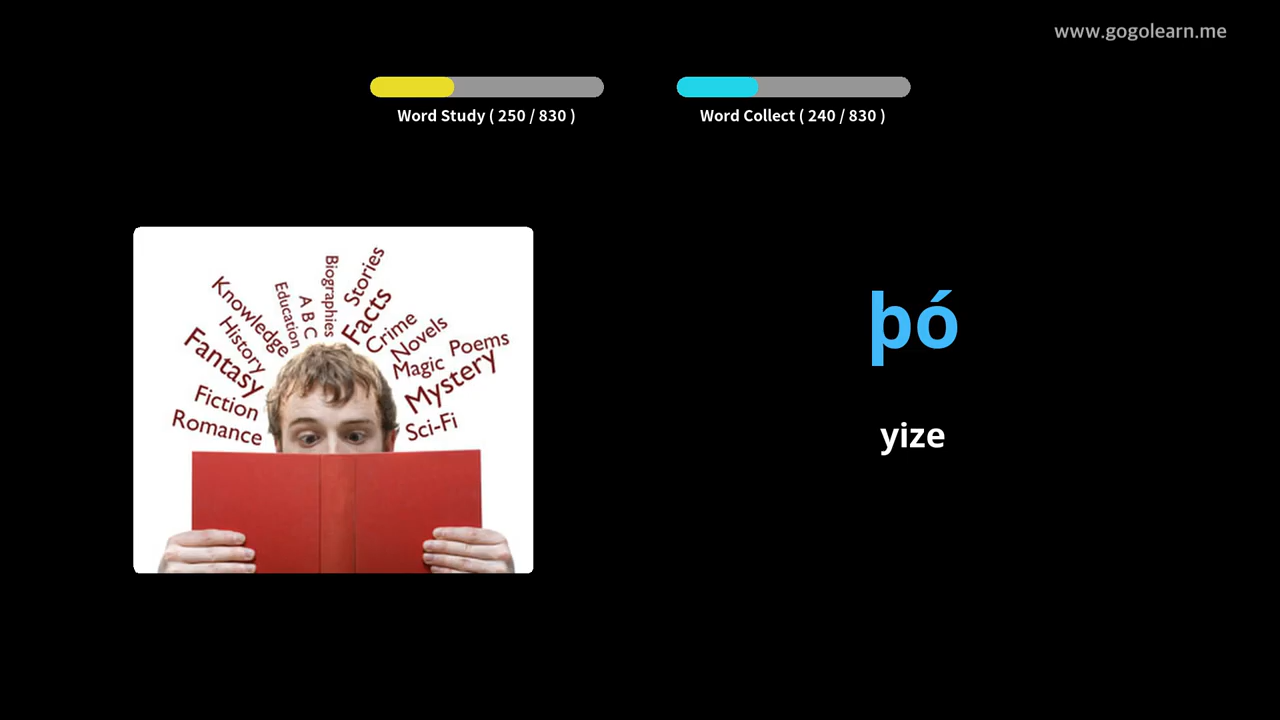 www.gogolearn.me
Word Study ( 250 / 830 )
Word Collect ( 240 / 830 )
Biographies
Stories
Education
A B C
Facts
Knowledge
Crime
History
Novels
Poems
Fantasy
Magic
Mystery
Fiction
Romance
Sci-Fi
þó
yize